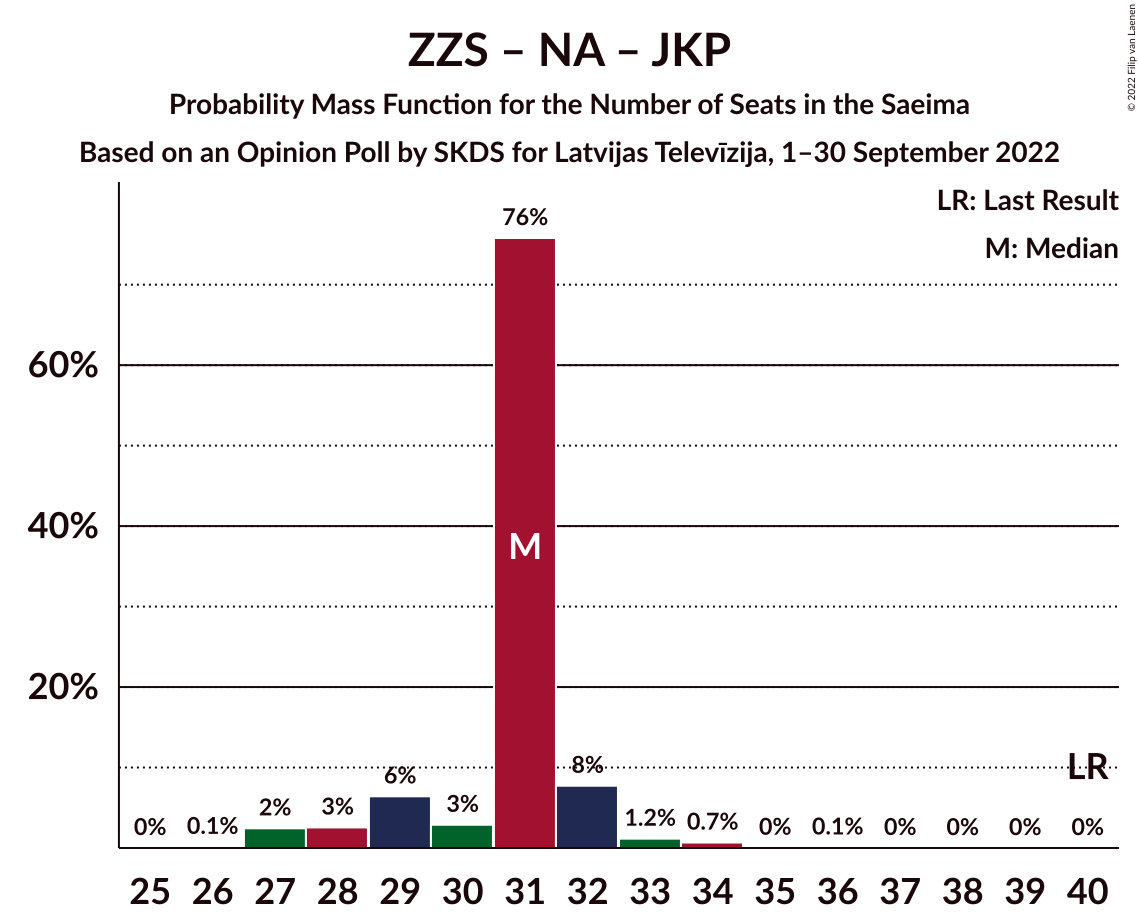 ZZS – NA – JKP
Probability Mass Function for the Number of Seats in the Saeima
Based on an Opinion Poll by SKDS for Latvijas Televīzija, 1–30 September 2022
© 2022 Filip van Laenen
LR: Last Result
M: Median
60%
40%
20%
0%
0.1%
2%
3%
6%
3%
76%
8%
1.2%
0.7%
0%
0.1%
0%
0%
0%
0%
M
LR
25 26 27 28 29 30 31 32 33 34 35 36 37 38 39 40